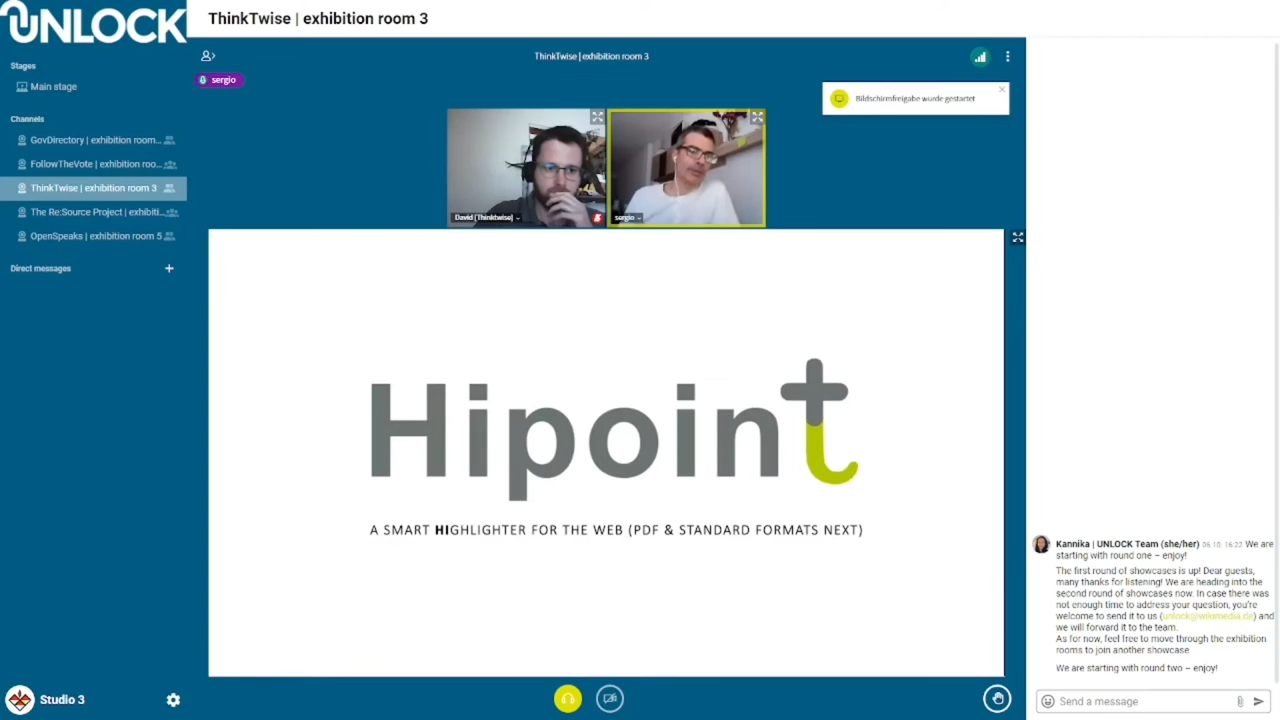 UNLOCK
ThinkTwise | exhibition room 3
Stages
Main stage
Channels
GovDirectory | exhibition room...
FollowTheVote | exhibition roo...
ThinkTwise | exhibition room 3
The Re:Source Project | exhibiti...
OpenSpeaks | exhibition room 5
Direct messages
Studio 3
ThinkTwise | exhibition room 3
sergio
Bildschirmfreigabe wurde gestartet
David [Thinktwise]
sergio
Hipoint
A SMART HIGHLIGHTER FOR THE WEB (PDF & STANDARD FORMATS NEXT)
Kannika | UNLOCK Team (she/her) 06.10. 16:22 We are
starting with round one – enjoy!
The first round of showcases is up! Dear guests,
many thanks for listening! We are heading into the
second round of showcases now. In case there was
not enough time to address your question, you're
welcome to send it to us (unlock@wikimedia.de) and
we will forward it to the team.
As for now, feel free to move through the exhibition
rooms to join another showcase
We are starting with round two – enjoy!
Send a message